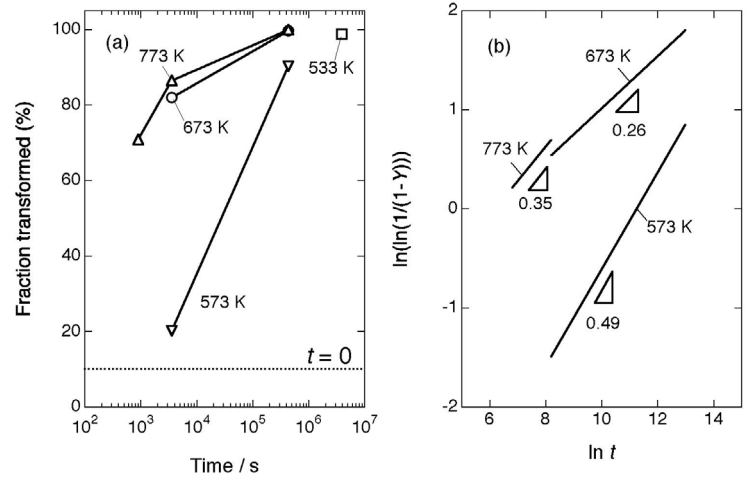 (a)
773 K
533 K
673 K
573 K
t = 0
Fraction transformed (%)
100
80
60
40
20
0
10² 10³ 10⁴ 10⁵ 10⁶ 10⁷
Time / s
(b)
673 K
0.26
773 K
0.35
573 K
0.49
ln(ln(1/(1-Y)))
2
1
0
-1
-2
6 8 10 12 14
ln t